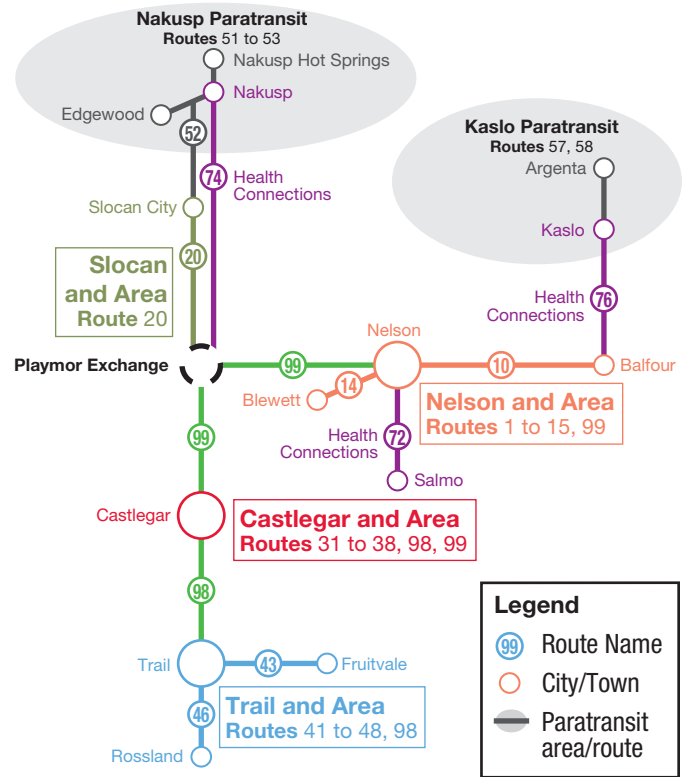 Nakusp Paratransit
Routes 51 to 53
Nakusp Hot Springs
Nakusp
Edgewood
52
Kaslo Paratransit
Routes 57, 58
Argenta
74
Health
Connections
Slocan City
Kaslo
20
Slocan
and Area
Route 20
Health
Connections
76
Nelson
Playmor Exchange
99
10
Balfour
14
Blewett
Nelson and Area
Routes 1 to 15, 99
99
Health
Connections
72
Salmo
Castlegar
Castlegar and Area
Routes 31 to 38, 98, 99
98
Legend
99
Route Name
City/Town
Paratransit
area/route
Trail
43
Fruitvale
46
Trail and Area
Routes 41 to 48, 98
Rossland